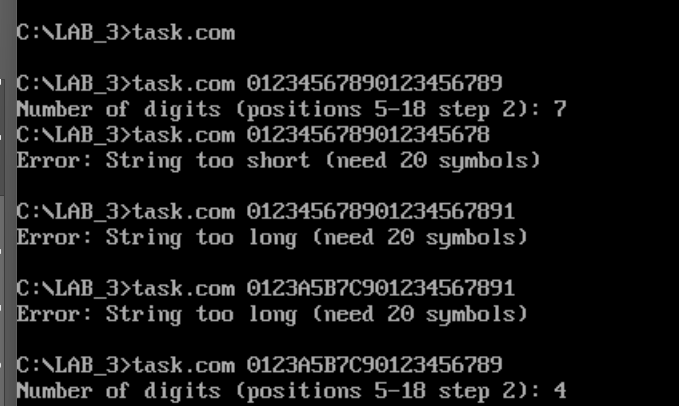 C:\LAB_3>task.com
C:\LAB_3>task.com 01234567890123456789
Number of digits (positions 5-18 step 2): 7
C:\LAB_3>task.com 0123456789012345678
Error: String too short (need 20 symbols)
C:\LAB_3>task.com 012345678901234567891
Error: String too long (need 20 symbols)
C:\LAB_3>task.com 0123A5B7C901234567891
Error: String too long (need 20 symbols)
C:\LAB_3>task.com 0123A5B7C90123456789
Number of digits (positions 5-18 step 2): 4